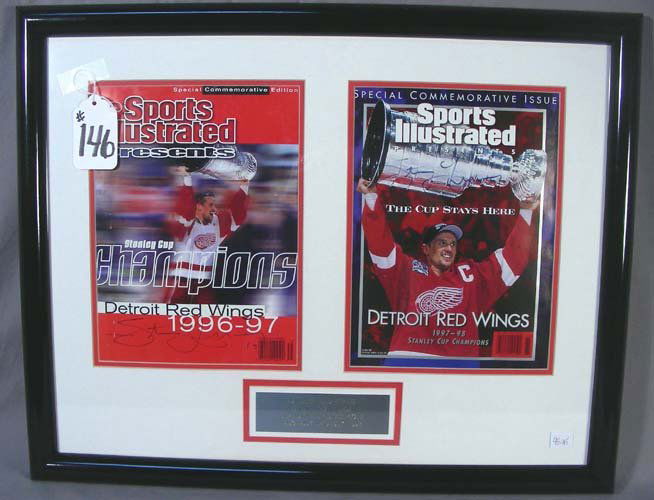 # 146
Special Commemorative Edition
Sports
Illustrated
presents
Stanley Cup
Champions
Detroit Red Wings
1996-97
SPECIAL COMMEMORATIVE ISSUE
Sports
Illustrated
PRESENTS
THE CUP STAYS HERE
C
DETROIT RED WINGS
1997-98
STANLEY CUP CHAMPIONS